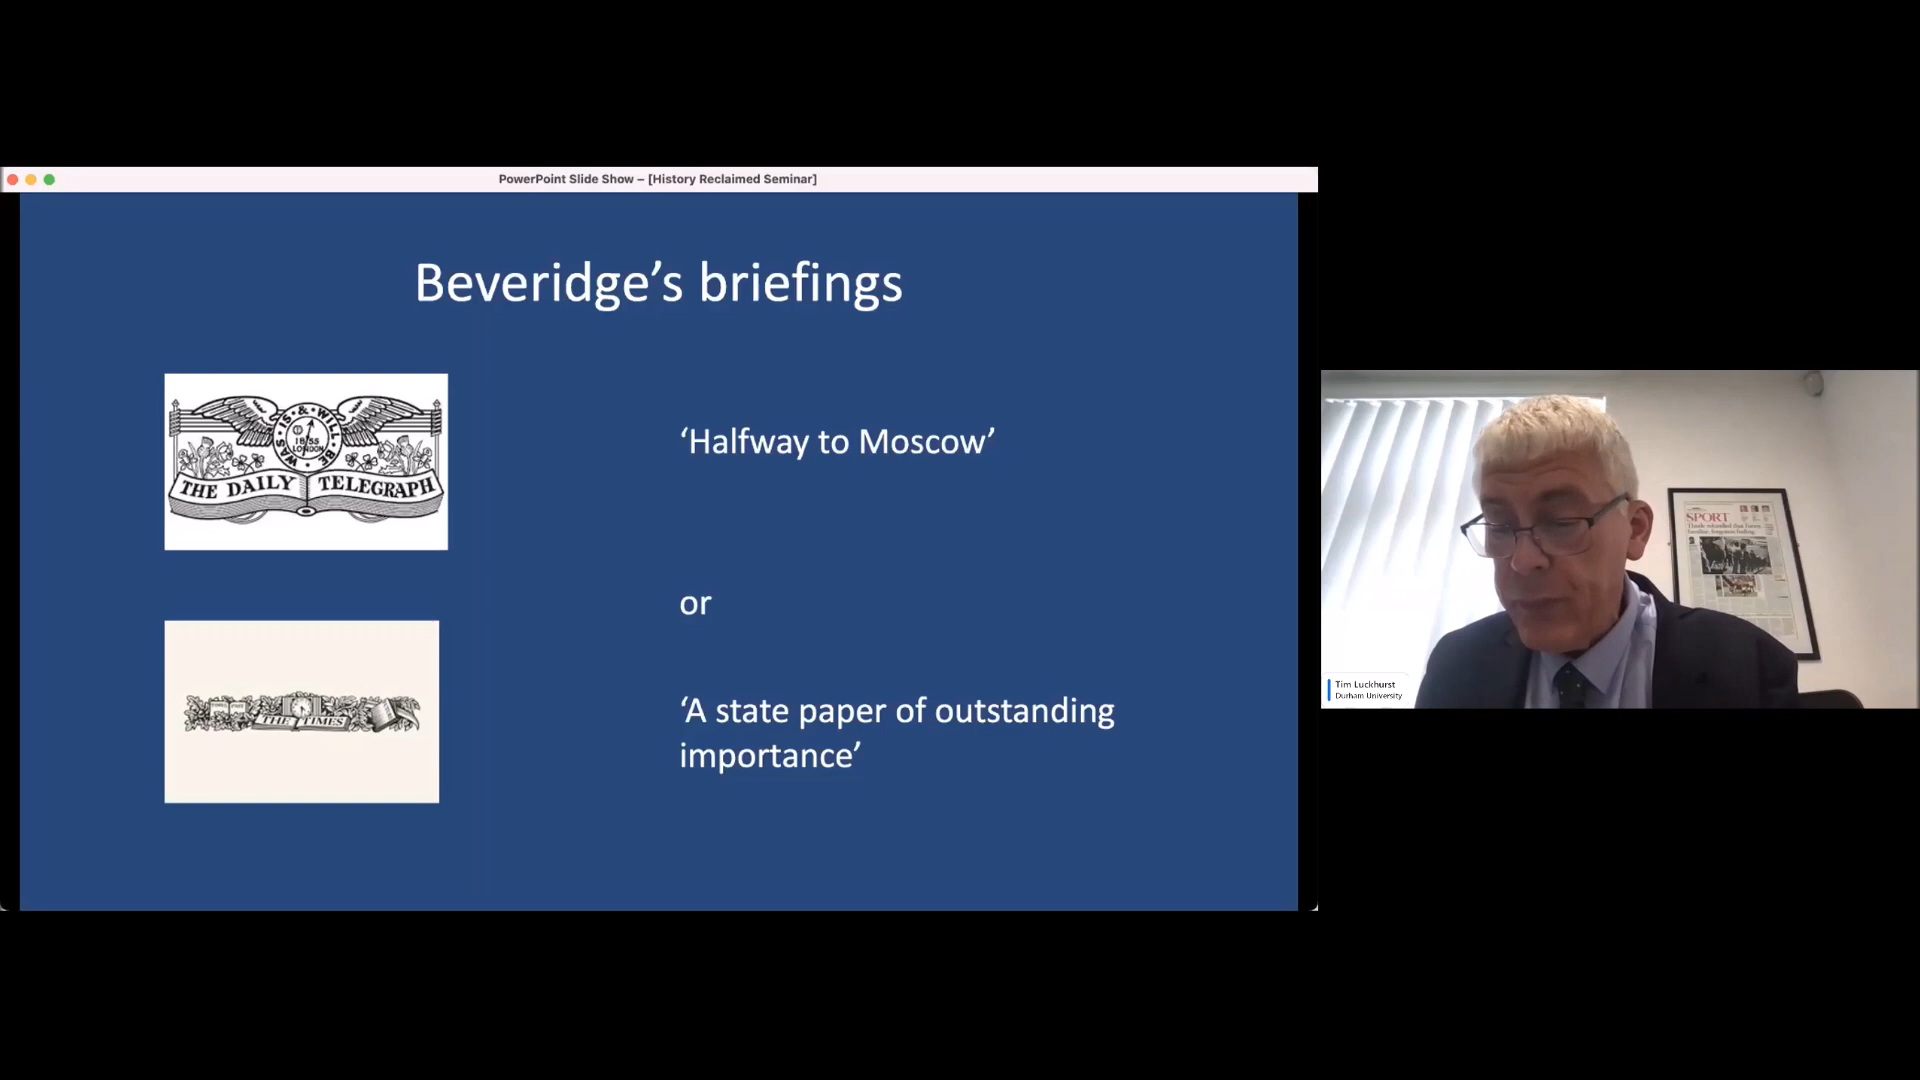 PowerPoint Slide Show – [History Reclaimed Seminar]
Beveridge’s briefings
WAS • IS • & • WILL BE
1855
LONDON
THE DAILY TELEGRAPH
‘Halfway to Moscow’
or
THE TIMES
‘A state paper of outstanding
importance’
SPORT
Tim Luckhurst
Durham University